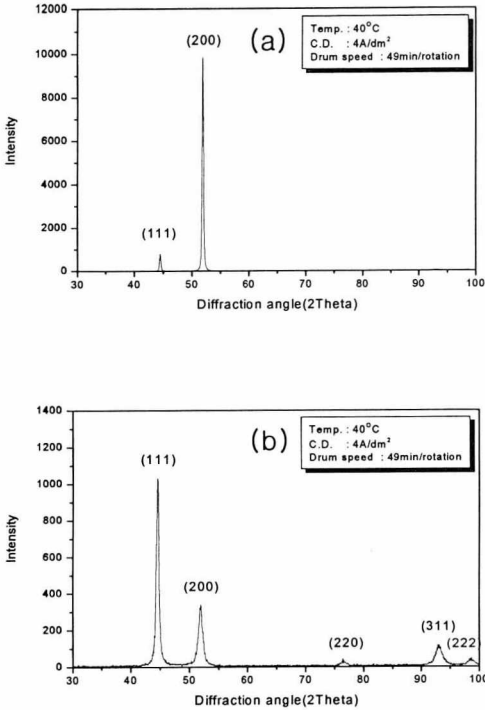 12000
10000
8000
6000
4000
2000
0
Intensity
(200)
(111)
(a)
Temp. : 40°C
C.D. : 4A/dm²
Drum speed : 49min/rotation
30 40 50 60 70 80 90 100
Diffraction angle(2Theta)
1400
1200
1000
800
600
400
200
0
Intensity
(111)
(200)
(220)
(311)
(222)
(b)
Temp. : 40°C
C.D. : 4A/dm²
Drum speed : 49min/rotation
30 40 50 60 70 80 90 100
Diffraction angle(2Theta)